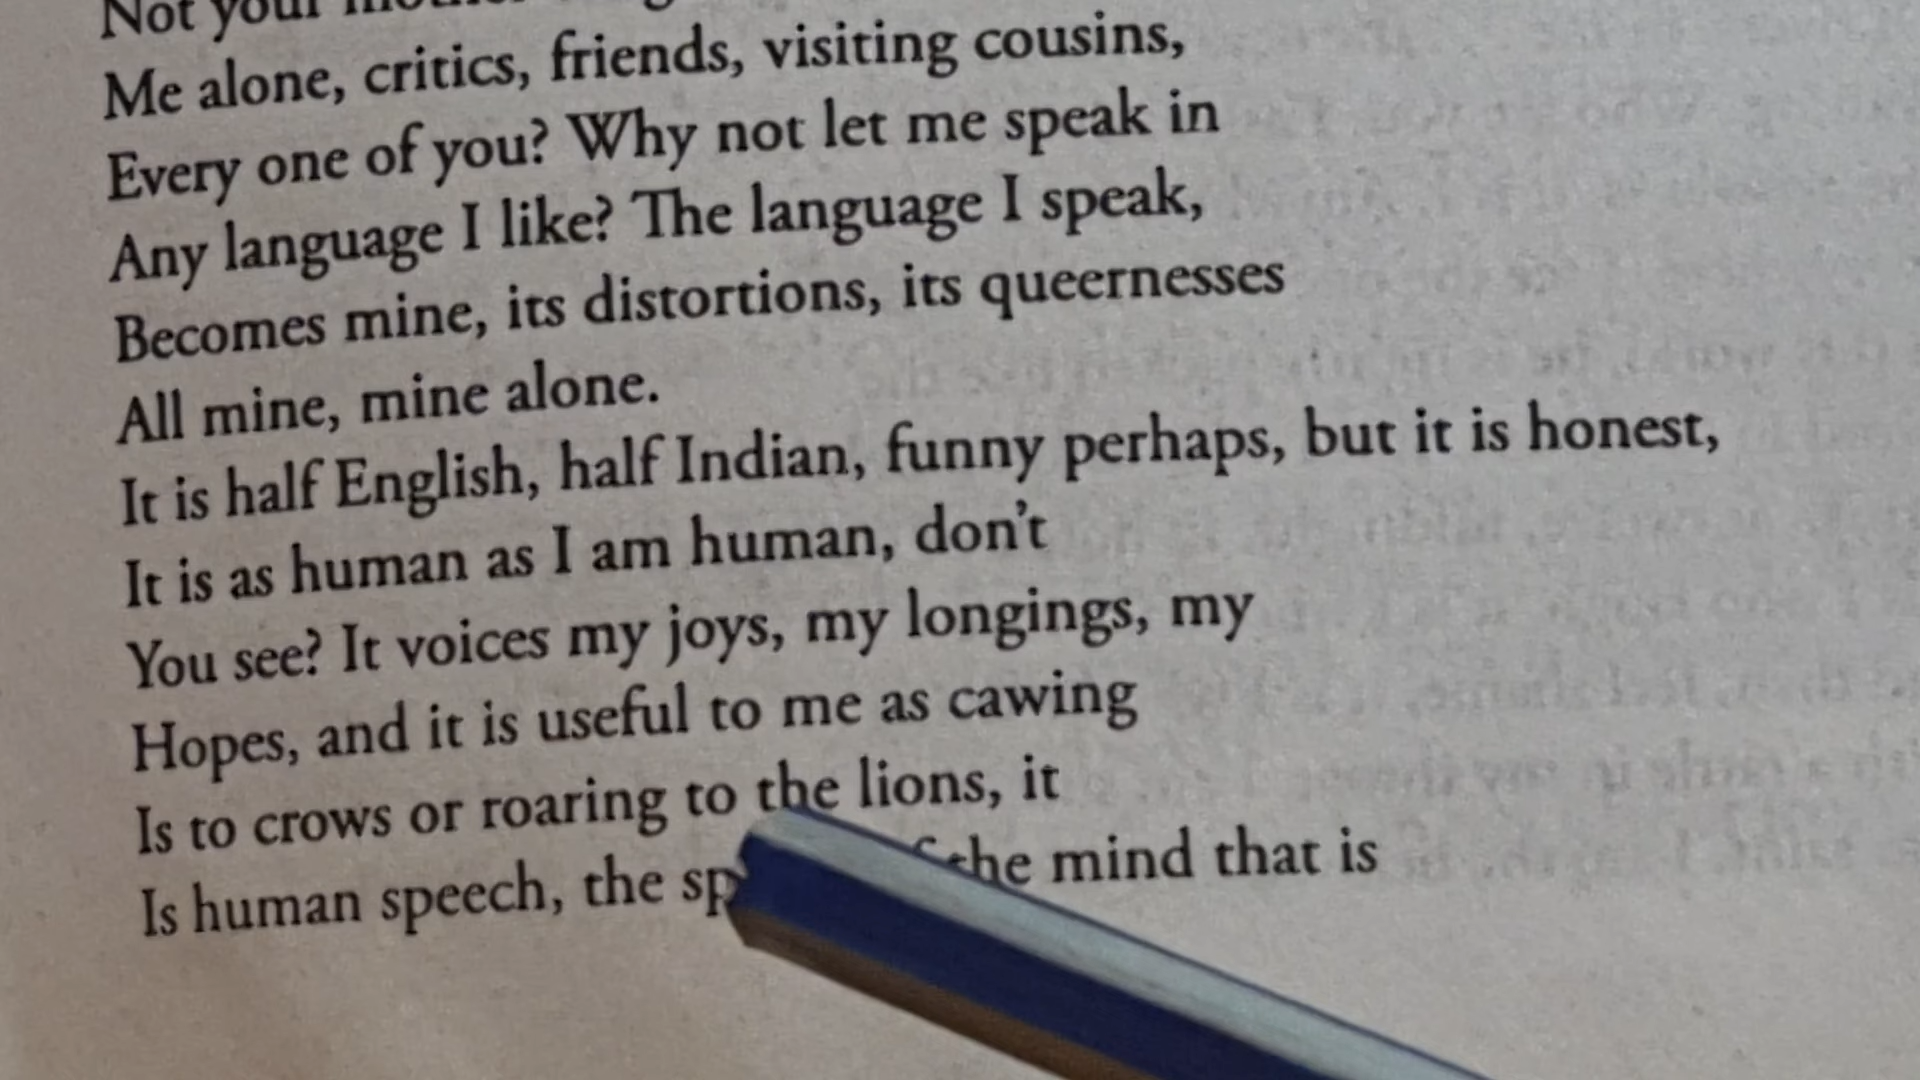 Not your
Me alone, critics, friends, visiting cousins,
Every one of you? Why not let me speak in
Any language I like? The language I speak,
Becomes mine, its distortions, its queernesses
All mine, mine alone.
It is half English, half Indian, funny perhaps, but it is honest,
It is as human as I am human, don't
You see? It voices my joys, my longings, my
Hopes, and it is useful to me as cawing
Is to crows or roaring to the lions, it
Is human speech, the the mind that is